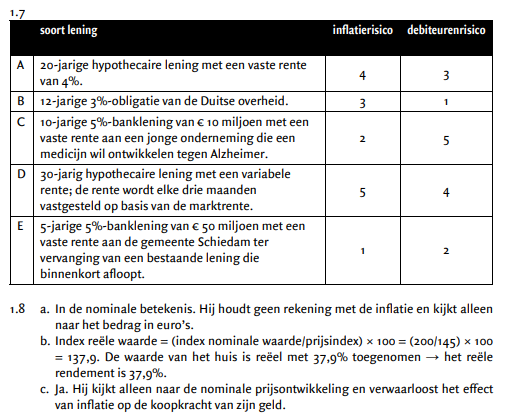 1.7
soort lening inflatierisico debiteurenrisico
A 20-jarige hypothecaire lening met een vaste rente
van 4%. 4 3
B 12-jarige 3%-obligatie van de Duitse overheid. 3 1
C 10-jarige 5%-banklening van € 10 miljoen met een
vaste rente aan een jonge onderneming die een
medicijn wil ontwikkelen tegen Alzheimer. 2 5
D 30-jarig hypothecaire lening met een variabele
rente; de rente wordt elke drie maanden
vastgesteld op basis van de marktrente. 5 4
E 5-jarige 5%-banklening van € 50 miljoen met een
vaste rente aan de gemeente Schiedam ter
vervanging van een bestaande lening die
binnenkort afloopt. 1 2
1.8 a. In de nominale betekenis. Hij houdt geen rekening met de inflatie en kijkt alleen
naar het bedrag in euro's.
b. Index reële waarde = (index nominale waarde/prijsindex) × 100 = (200/145) × 100
= 137,9. De waarde van het huis is reëel met 37,9% toegenomen → het reële
rendement is 37,9%.
c. Ja. Hij kijkt alleen naar de nominale prijsontwikkeling en verwaarloost het effect
van inflatie op de koopkracht van zijn geld.